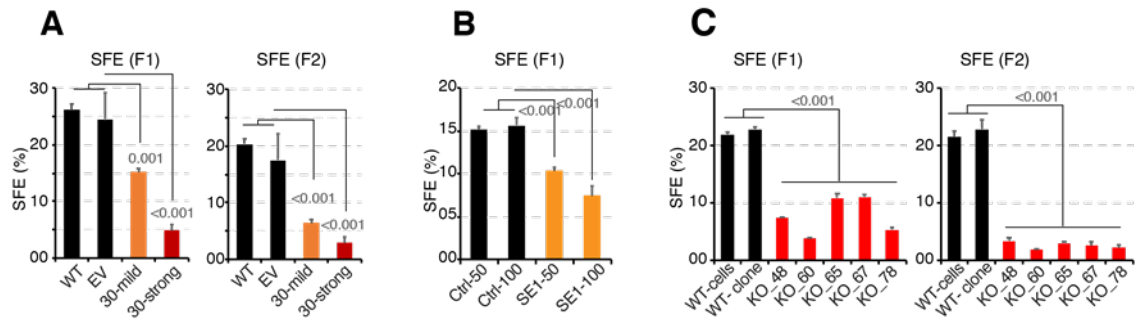 A
SFE (F1)
SFE (%)
30
20
10
00
0.001
<0.001
WT
EV
30-mild
30-strong
SFE (F2)
30
20
10
00
<0.001
<0.001
WT
EV
30-mild
30-strong
B
SFE (F1)
SFE (%)
20
15
10
05
00
<0.001
<0.001
Ctrl-50
Ctrl-100
SE1-50
SE1-100
C
SFE (F1)
SFE (%)
30
20
10
00
<0.001
WT-cells
WT- clone
KO_48
KO_60
KO_65
KO_67
KO_78
SFE (F2)
30
20
10
00
<0.001
WT-cells
WT- clone
KO_48
KO_60
KO_65
KO_67
KO_78